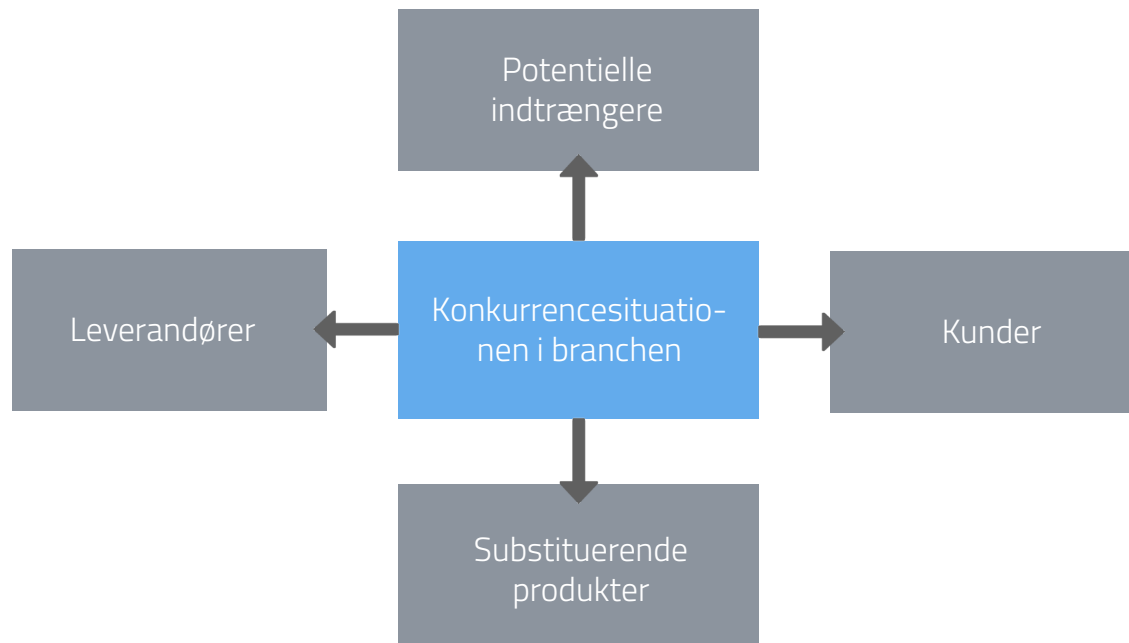 Potentielle
indtrængere
Leverandører
Konkurrencesituatio-
nen i branchen
Kunder
Substituerende
produkter